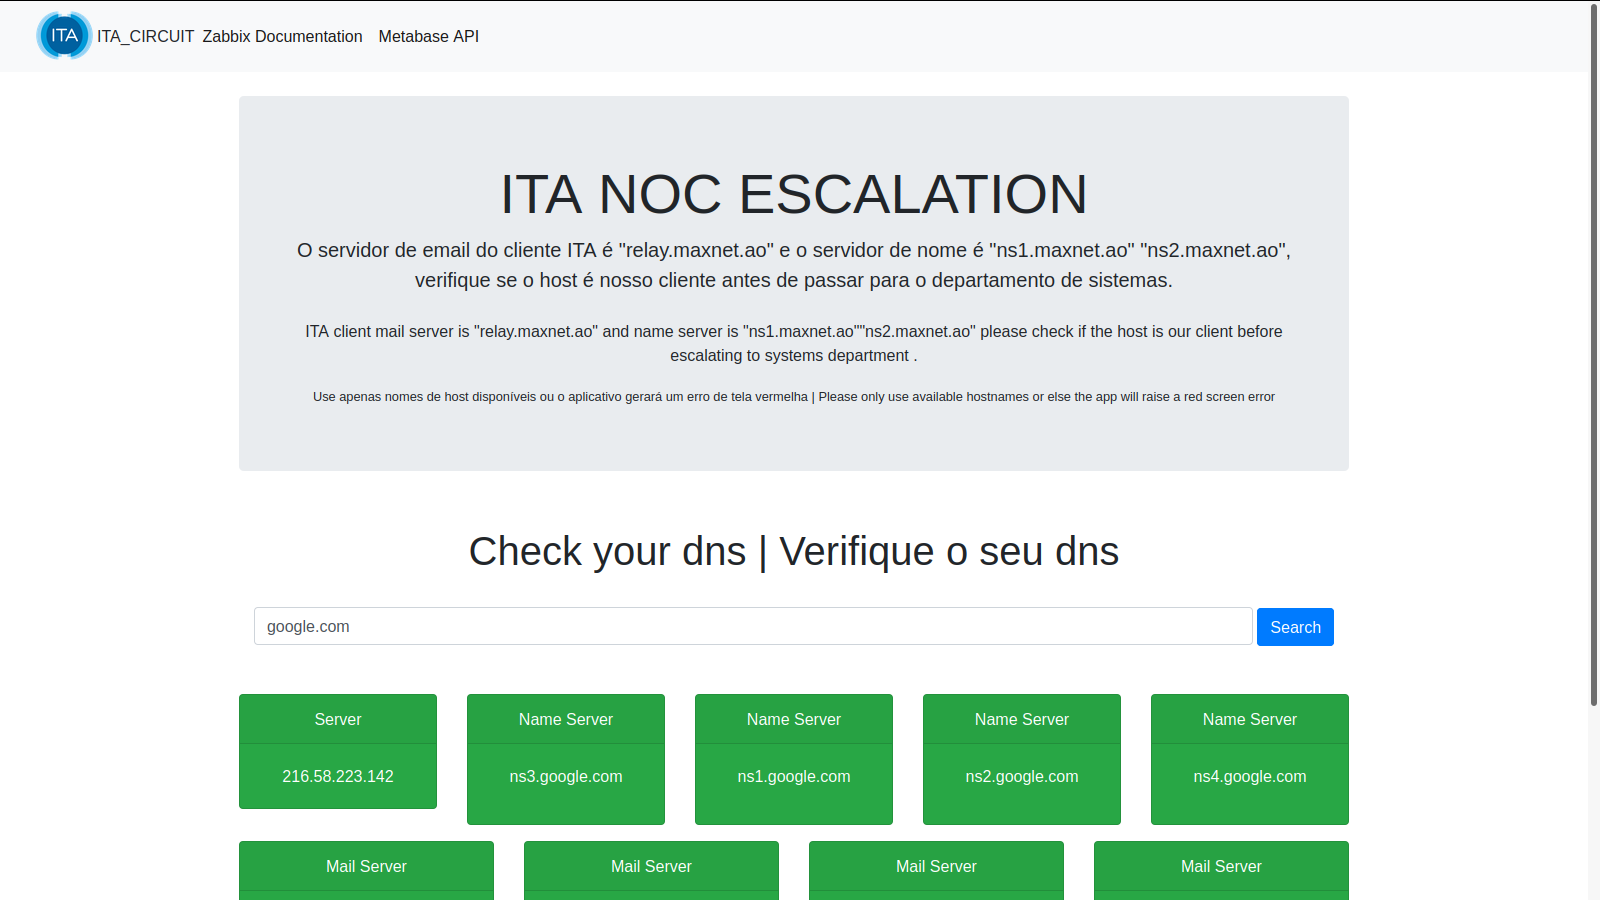 ITA ITA_CIRCUIT Zabbix Documentation Metabase API
ITA NOC ESCALATION
O servidor de email do cliente ITA é "relay.maxnet.ao" e o servidor de nome é "ns1.maxnet.ao" "ns2.maxnet.ao",
verifique se o host é nosso cliente antes de passar para o departamento de sistemas.
ITA client mail server is "relay.maxnet.ao" and name server is "ns1.maxnet.ao""ns2.maxnet.ao" please check if the host is our client before
escalating to systems department .
Use apenas nomes de host disponíveis ou o aplicativo gerará um erro de tela vermelha | Please only use available hostnames or else the app will raise a red screen error
Check your dns | Verifique o seu dns
google.com Search
Server Name Server Name Server Name Server Name Server
216.58.223.142 ns3.google.com ns1.google.com ns2.google.com ns4.google.com
Mail Server Mail Server Mail Server Mail Server